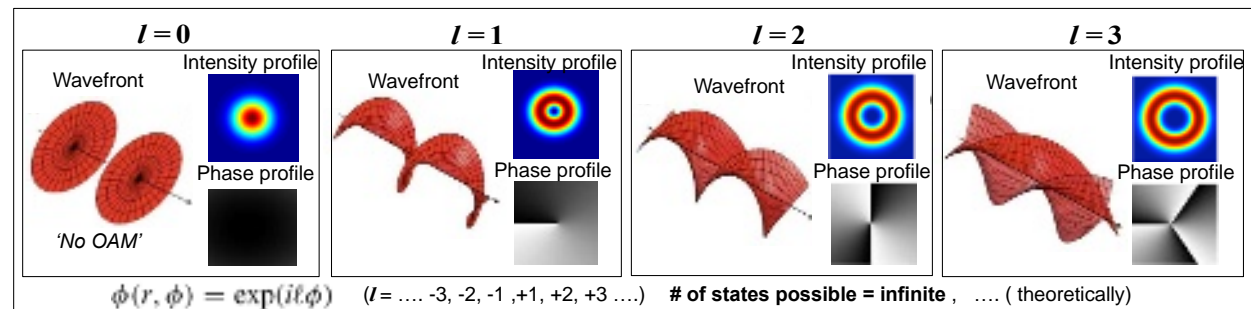 l = 0
Wavefront
Intensity profile
Phase profile
‘No OAM’
l = 1
Wavefront
Intensity profile
Phase profile
l = 2
Wavefront
Intensity profile
Phase profile
l = 3
Wavefront
Intensity profile
Phase profile
ϕ(r, ϕ) = exp(iℓϕ) (l = .... -3, -2, -1 ,+1, +2, +3 ....) # of states possible = infinite , .... ( theoretically)